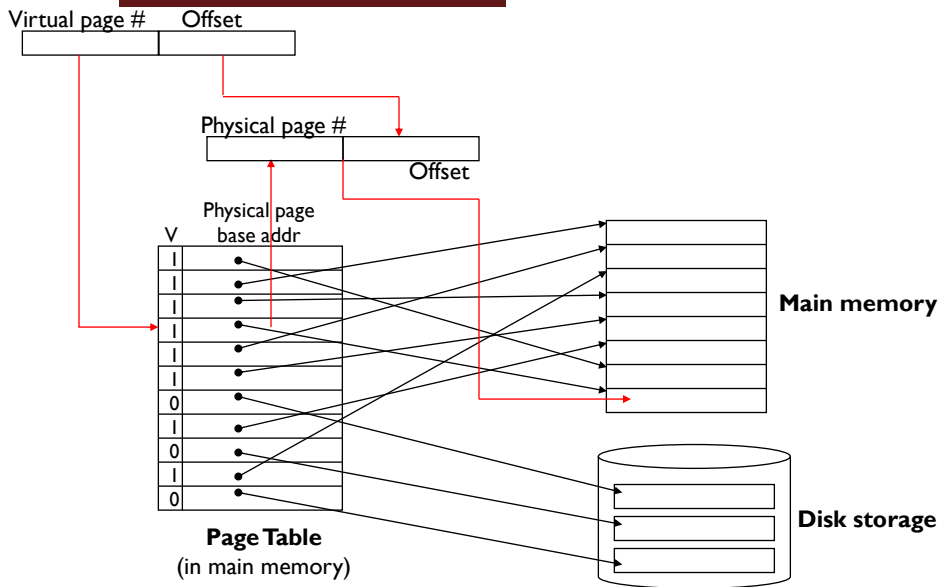 Virtual page # Offset
Physical page #
Offset
Physical page
V base addr
1
1
1
1
1
1
0
1
0
1
0
Main memory
Disk storage
Page Table
(in main memory)